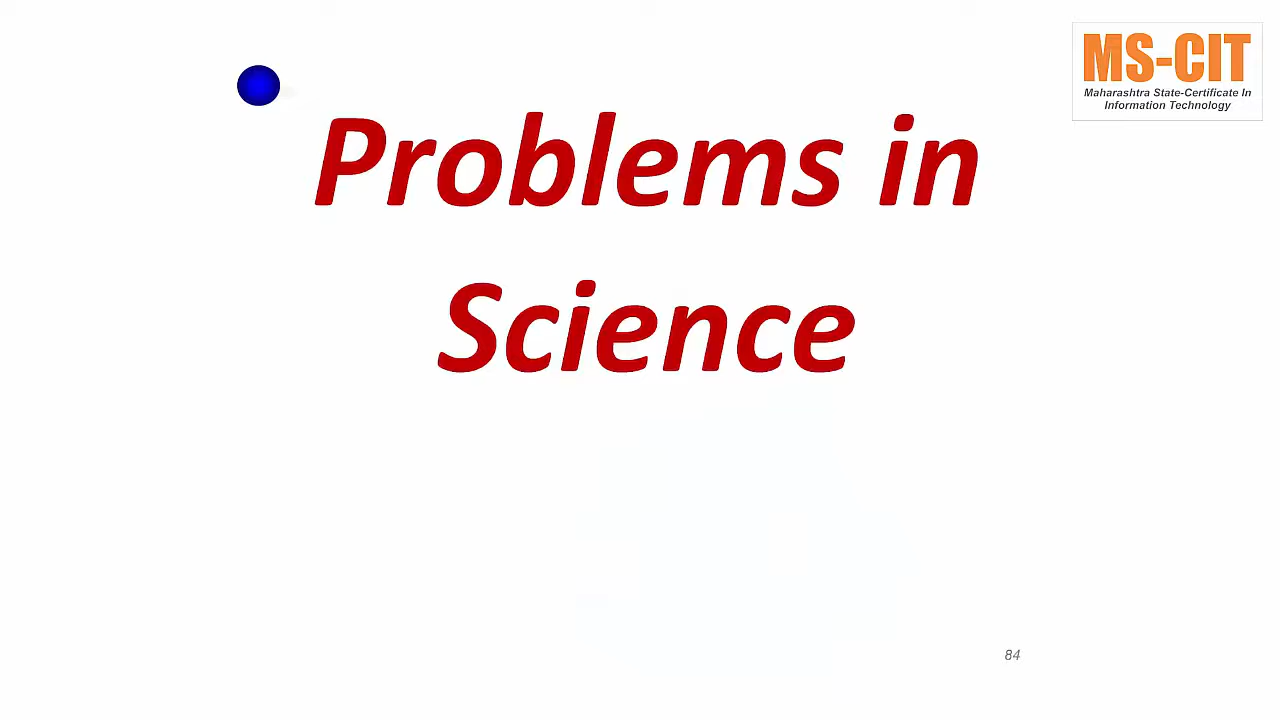 MS-CIT
Maharashtra State-Certificate In
Information Technology
Problems in
Science
84